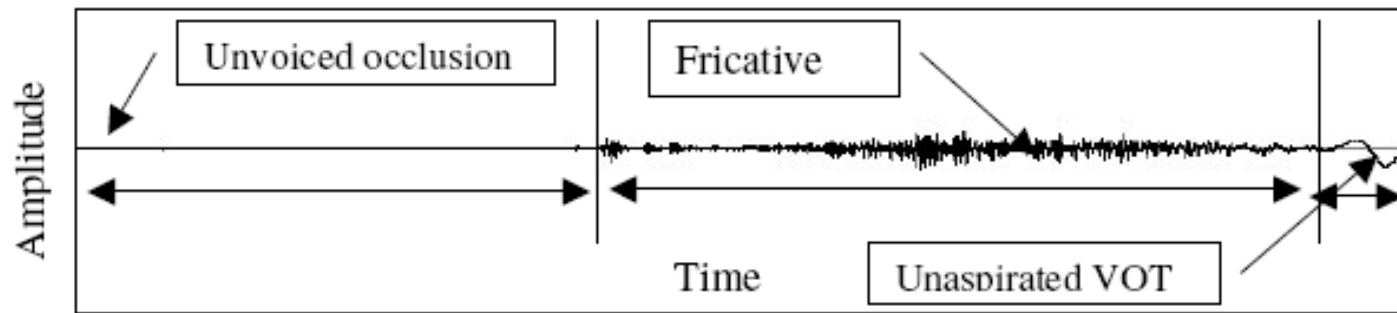 Unvoiced occlusion
Fricative
Amplitude
Time
Unaspirated VOT